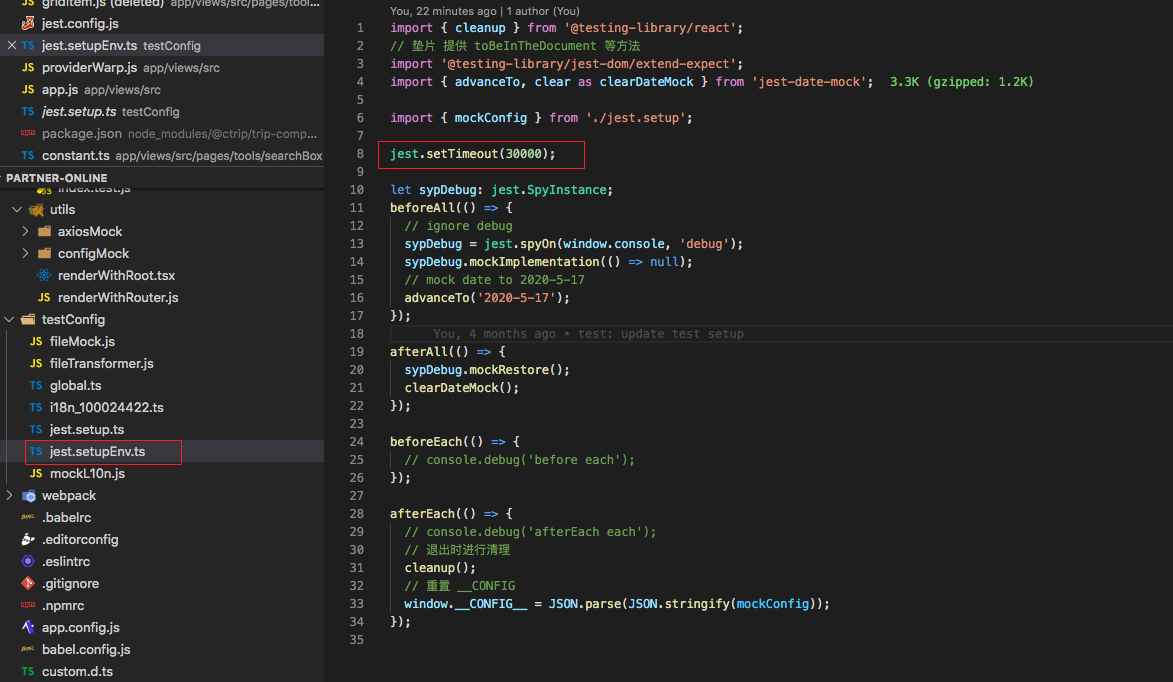 griditem.js (deleted) app/views/src/pages/tool...
jest.config.js
jest.setupEnv.ts testConfig
providerWarp.js app/views/src
app.js app/views/src
jest.setup.ts testConfig
package.json node_modules/@ctrip/trip-comp...
constant.ts app/views/src/pages/tools/searchBox
PARTNER-ONLINE
index.test.js
utils
axiosMock
configMock
renderWithRoot.tsx
JS renderWithRouter.js
testConfig
JS fileMock.js
JS fileTransformer.js
TS global.ts
TS i18n_100024422.ts
TS jest.setup.ts
TS jest.setupEnv.ts
JS mockL10n.js
webpack
.babelrc
.editorconfig
.eslintrc
.gitignore
.npmrc
app.config.js
babel.config.js
TS custom.d.ts
You, 22 minutes ago | 1 author (You)
1 import { cleanup } from '@testing-library/react';
2 // 垫片 提供 toBeInTheDocument 等方法
3 import '@testing-library/jest-dom/extend-expect';
4 import { advanceTo, clear as clearDateMock } from 'jest-date-mock'; 3.3K (gzipped: 1.2K)
5
6 import { mockConfig } from './jest.setup';
7
8 jest.setTimeout(30000);
9
10 let sypDebug: jest.SpyInstance;
11 beforeAll(() => {
12 // ignore debug
13 sypDebug = jest.spyOn(window.console, 'debug');
14 sypDebug.mockImplementation(() => null);
15 // mock date to 2020-5-17
16 advanceTo('2020-5-17');
17 });
18 You, 4 months ago • test: update test setup
19 afterAll(() => {
20 sypDebug.mockRestore();
21 clearDateMock();
22 });
23
24 beforeEach(() => {
25 // console.debug('before each');
26 });
27
28 afterEach(() => {
29 // console.debug('afterEach each');
30 // 退出时进行清理
31 cleanup();
32 // 重置 __CONFIG
33 window.__CONFIG__ = JSON.parse(JSON.stringify(mockConfig));
34 });
35